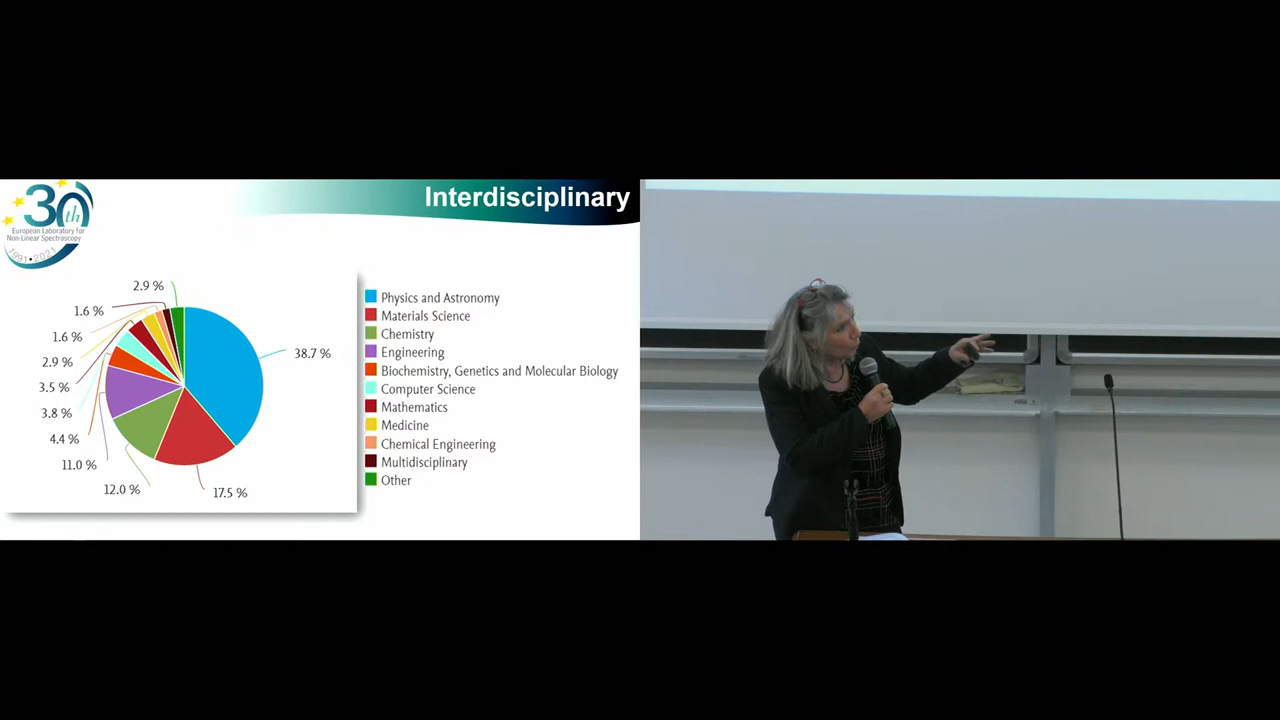 Interdisciplinary
30th
European Laboratory for
Non-Linear Spectroscopy
1991•2021
2.9 %
1.6 %
1.6 %
2.9 %
3.5 %
3.8 %
4.4 %
11.0 %
12.0 %
17.5 %
38.7 %
Physics and Astronomy
Materials Science
Chemistry
Engineering
Biochemistry, Genetics and Molecular Biology
Computer Science
Mathematics
Medicine
Chemical Engineering
Multidisciplinary
Other